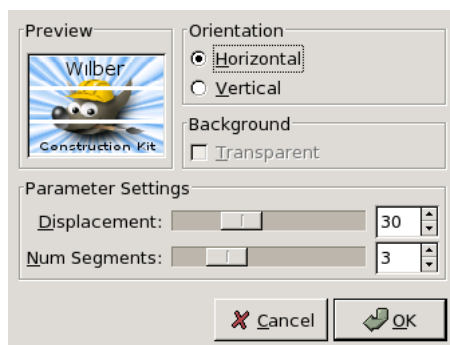 Preview
Wilber
Construction Kit
Orientation
Horizontal
Vertical
Background
Transparent
Parameter Settings
Displacement: 30
Num Segments: 3
Cancel
OK